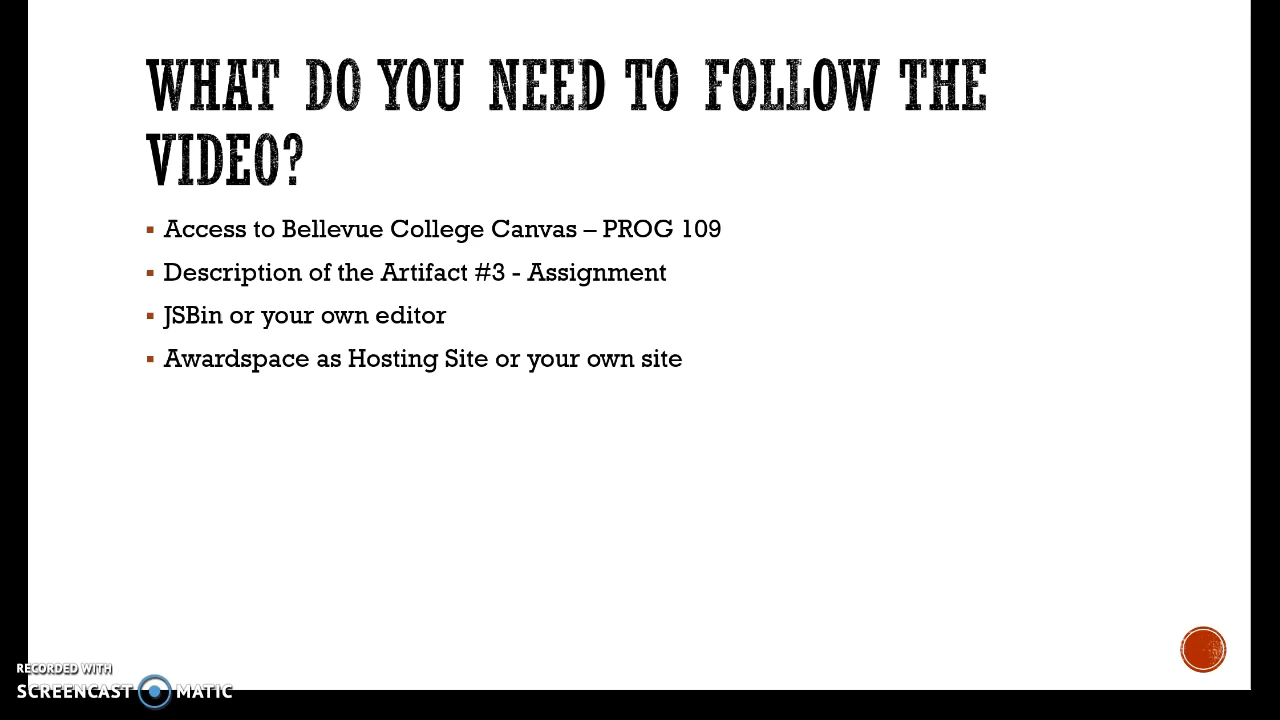 WHAT DO YOU NEED TO FOLLOW THE
VIDEO?
Access to Bellevue College Canvas – PROG 109
Description of the Artifact #3 - Assignment
JSBin or your own editor
Awardspace as Hosting Site or your own site
RECORDED WITH
SCREENCAST MATIC